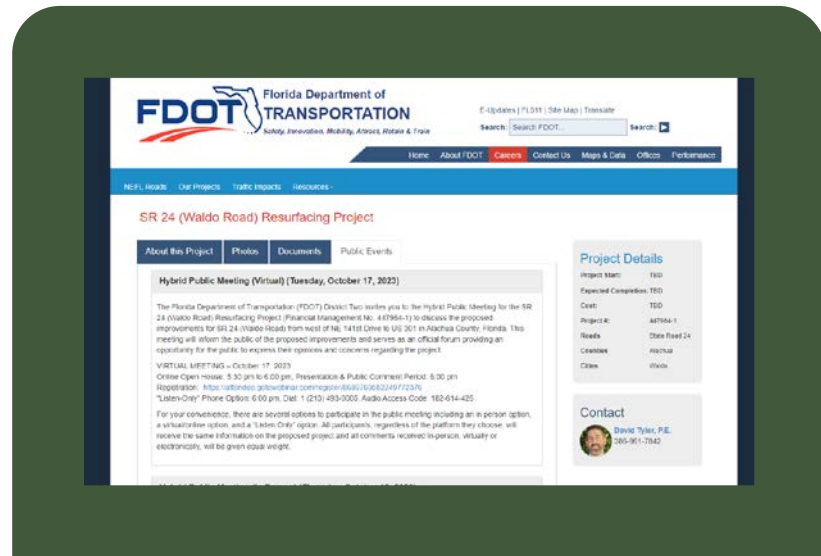 FDOT
Florida Department of
TRANSPORTATION
Safety, Innovation, Mobility, Attract, Retain & Train
E-Updates | FL511 | Site Map | Translate
Search: Search FDOT... Search:
Home About FDOT Careers Contact Us Maps & Data Offices Performance
NEFL Roads Our Projects Traffic Impacts Resources
SR 24 (Waldo Road) Resurfacing Project
About this Project Photos Documents Public Events
Hybrid Public Meeting (Virtual) (Tuesday, October 17, 2023)
The Florida Department of Transportation (FDOT) District Two invites you to the Hybrid Public Meeting for the SR
24 (Waldo Road) Resurfacing Project (Financial Management No. 447964-1) to discuss the proposed
improvements for SR 24 (Waldo Road) from west of NE 141st Drive to US 301 in Alachua County, Florida. This
meeting will inform the public of the proposed improvements and serves as an official forum providing an
opportunity for the public to express their opinions and concerns regarding the project.
VIRTUAL MEETING – October 17, 2023
Online Open House: 5:30 pm to 6:00 pm, Presentation & Public Comment Period: 6:00 pm
Registration:
"Listen-Only" Phone Option: 6:00 pm, Dial: 1 (213) Audio Access Code: 182-614-425
For your convenience, there are several options to participate in the public meeting including an in person option,
a virtual/online option, and a "Listen Only" option. All participants, regardless of the platform they choose, will
receive the same information on the proposed project and all comments received in-person, virtually or
electronically, will be given equal weight.
Project Details
Project Start: TBD
Expected Completion: TBD
Cost: TBD
Project #: 447964-1
Roads State Road 24
Counties Alachua
Cities Waldo
Contact
David Tyler, P.E.
386-961-7842